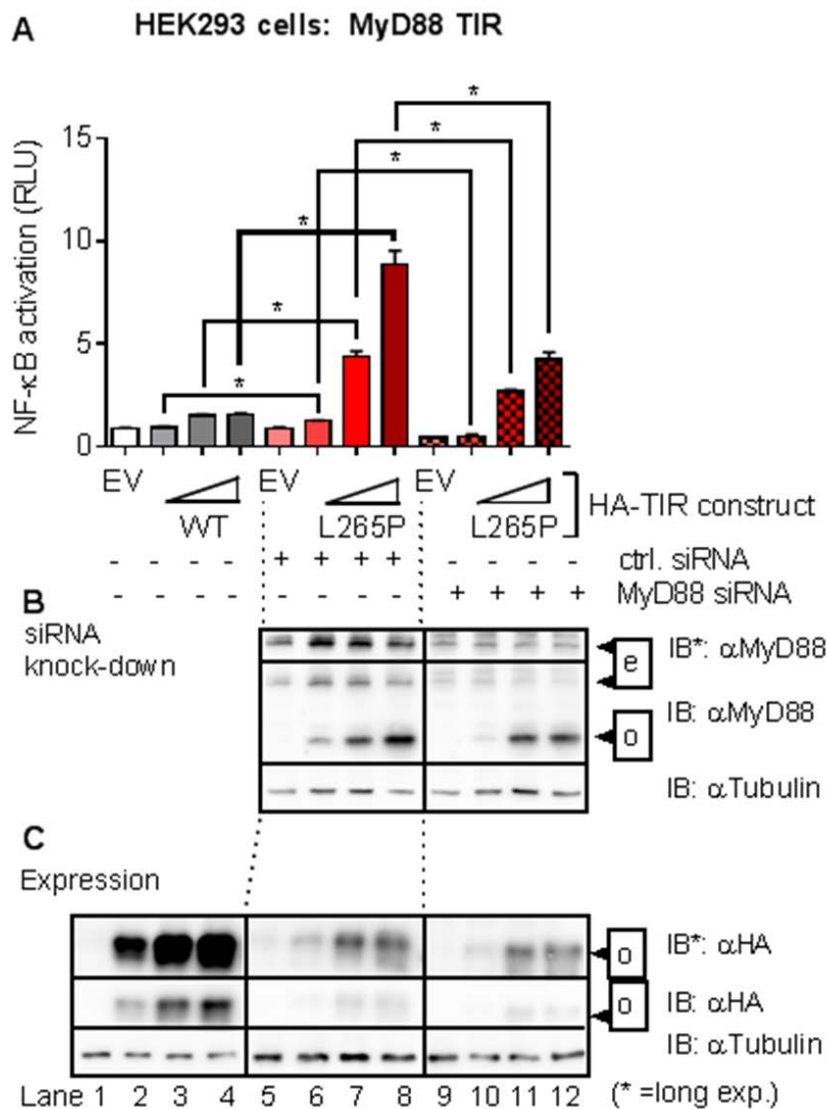 A
HEK293 cells: MyD88 TIR
NF-κB activation (RLU)
15
10
5
0
* * * * * *
EV WT EV L265P EV L265P
HA-TIR construct
- - - - + + + + - - - - ctrl. siRNA
- - - - - - - - + + + + MyD88 siRNA
B
siRNA
knock-down
e
IB*: αMyD88
IB: αMyD88
o
IB: αTubulin
C
Expression
o IB*: αHA
o IB: αHA
IB: αTubulin
Lane 1 2 3 4 5 6 7 8 9 10 11 12 (* =long exp.)